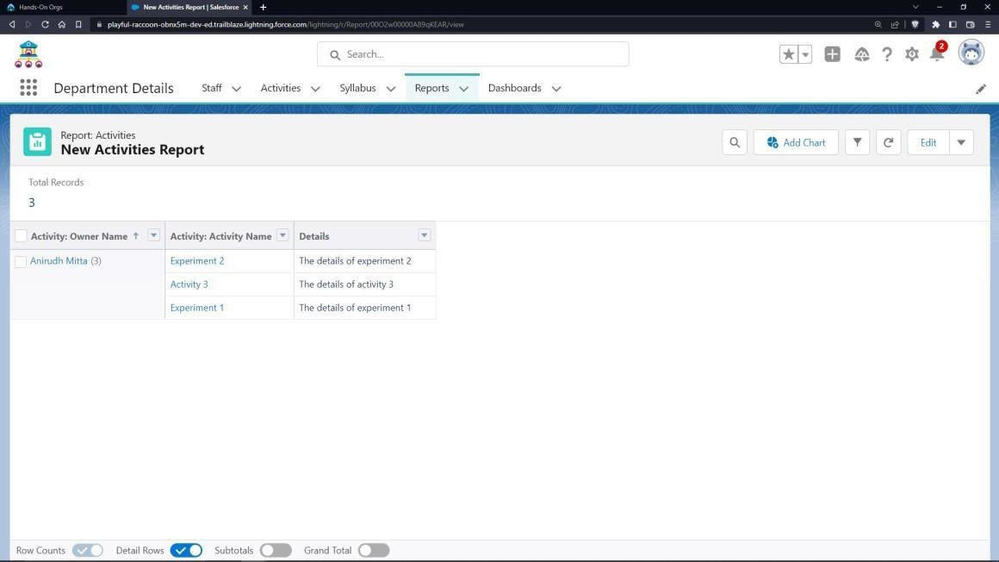 Hands-On Orgs
New Activities Report | Salesforce
playful-raccoon-obnx5m-dev-ed.trailblaze.lightning.force.com/lightning/r/Report/00O2w00000A89qKEAR/view
Search...
2
Department Details
Staff
Activities
Syllabus
Reports
Dashboards
Report: Activities
New Activities Report
Add Chart
Edit
Total Records
3
Activity: Owner Name ↑
Activity: Activity Name
Details
Anirudh Mitta (3)
Experiment 2
The details of experiment 2
Activity 3
The details of activity 3
Experiment 1
The details of experiment 1
Row Counts
Detail Rows
Subtotals
Grand Total